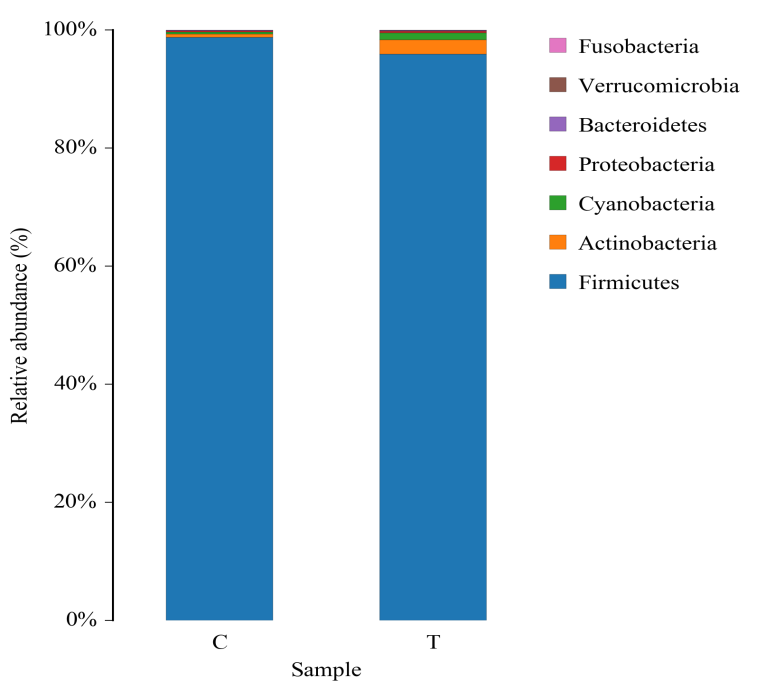 100%
80%
60%
40%
20%
0%
Relative abundance (%)
C
T
Sample
Fusobacteria
Verrucomicrobia
Bacteroidetes
Proteobacteria
Cyanobacteria
Actinobacteria
Firmicutes